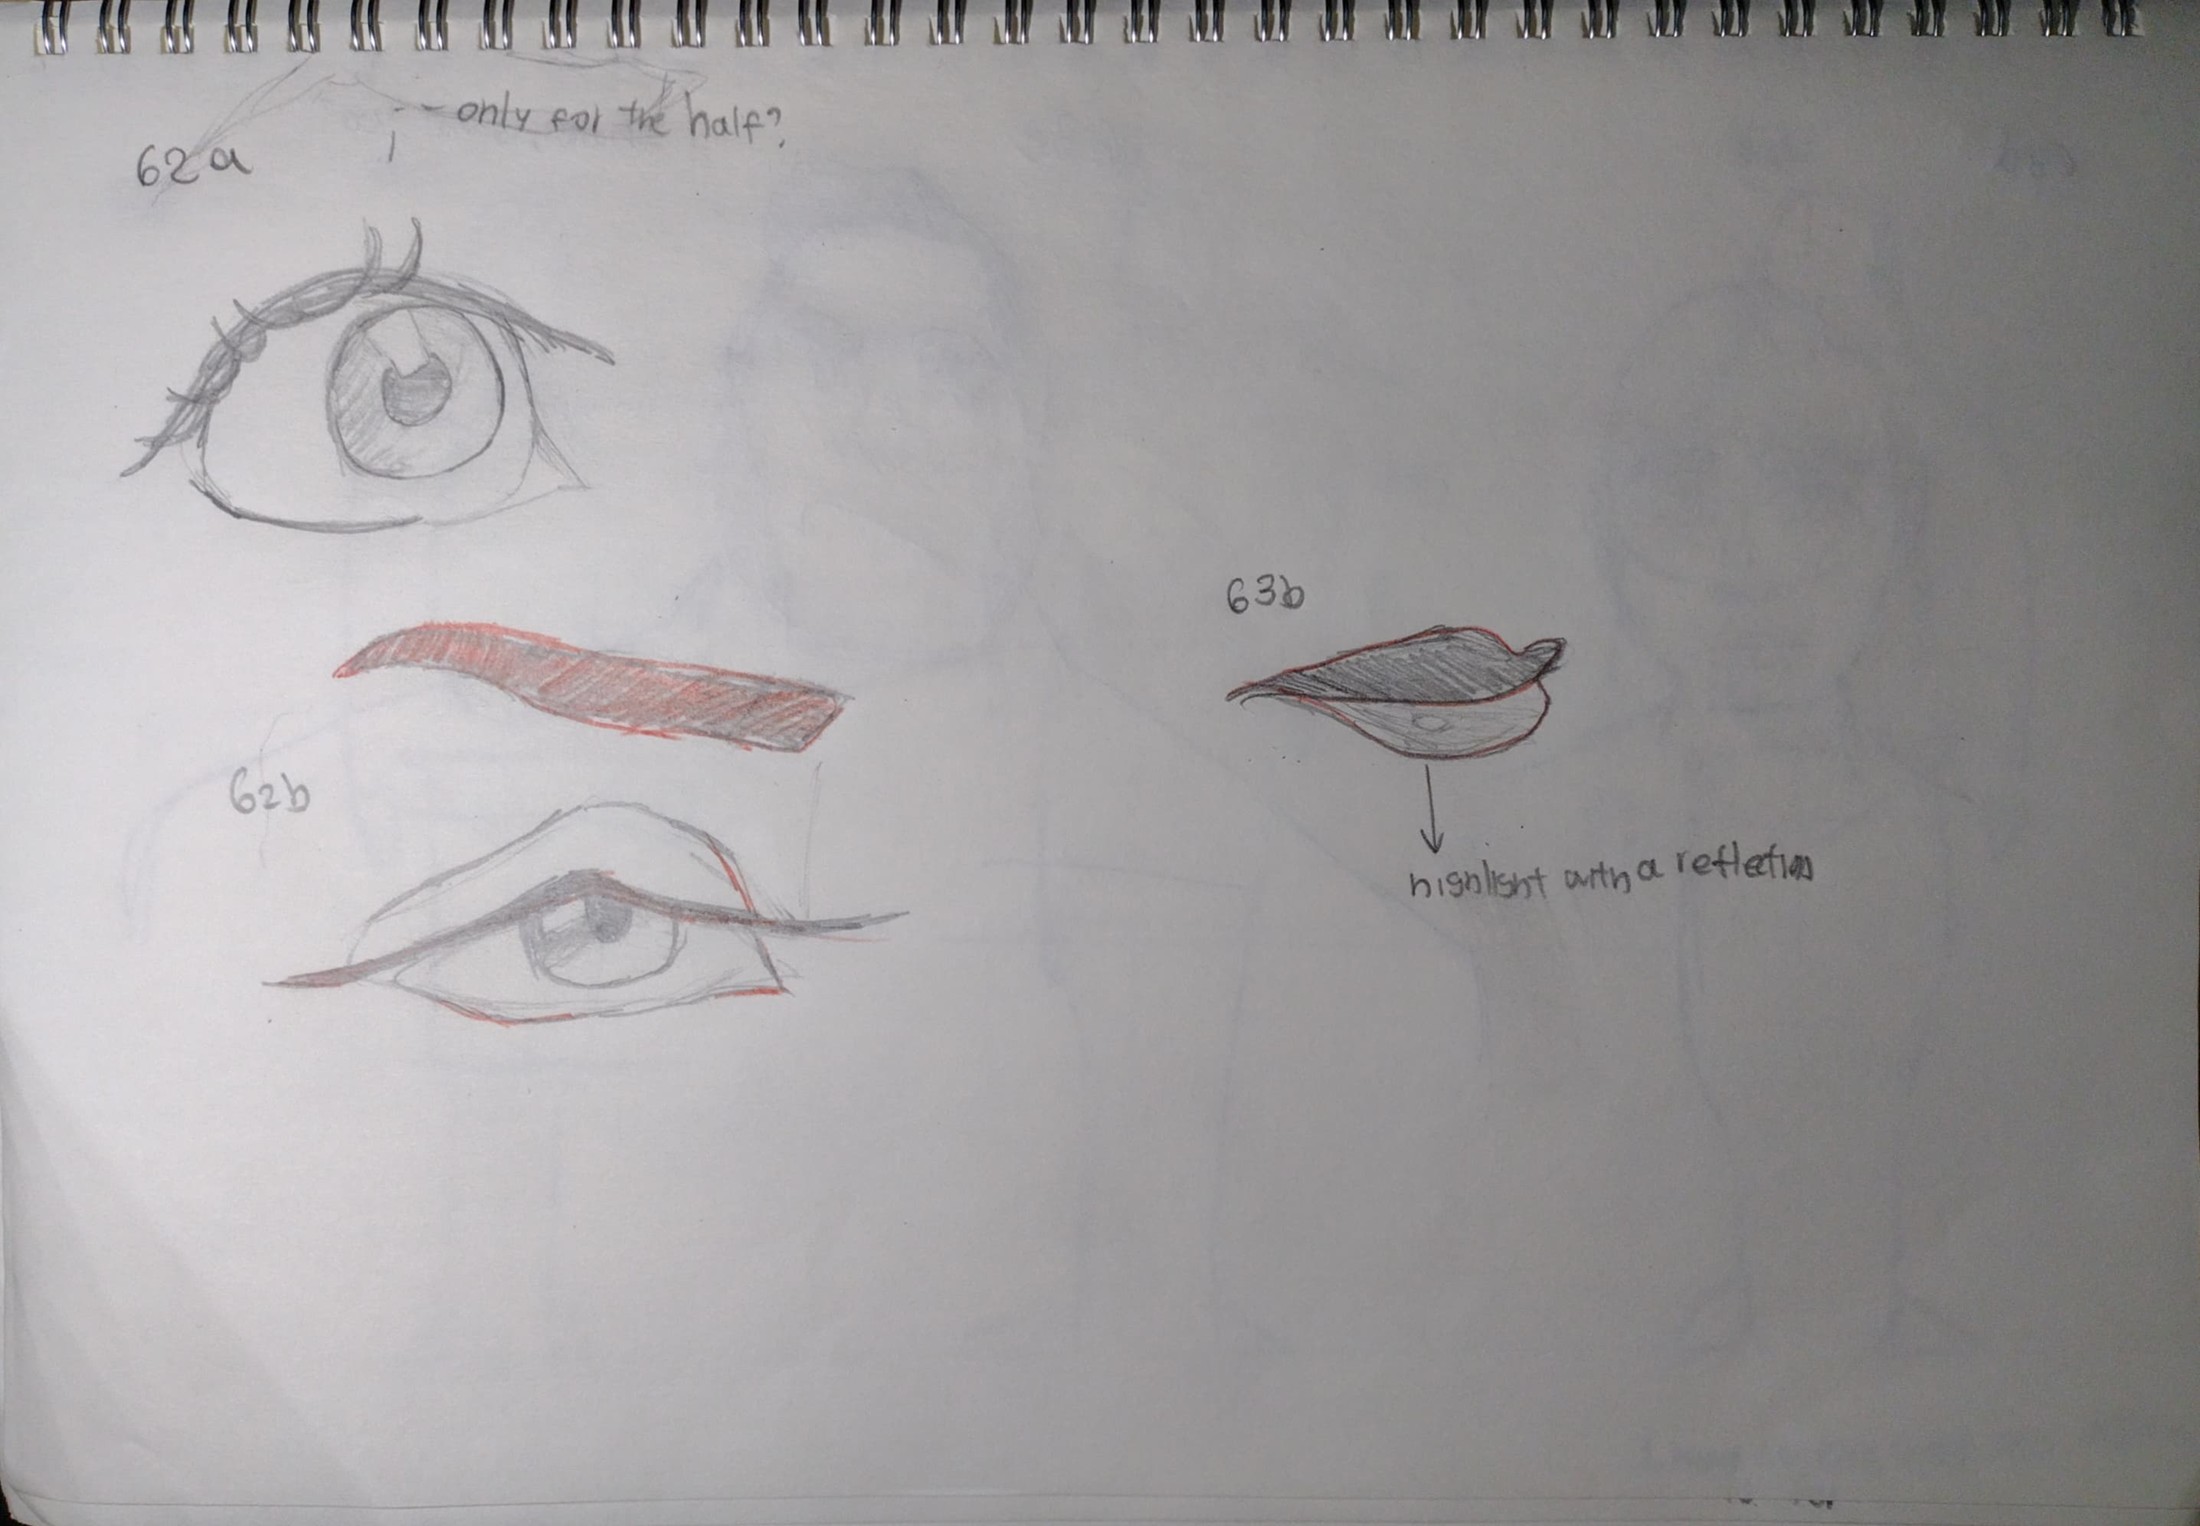 only for the half?
62a
63b
62b
highlight with a reflection